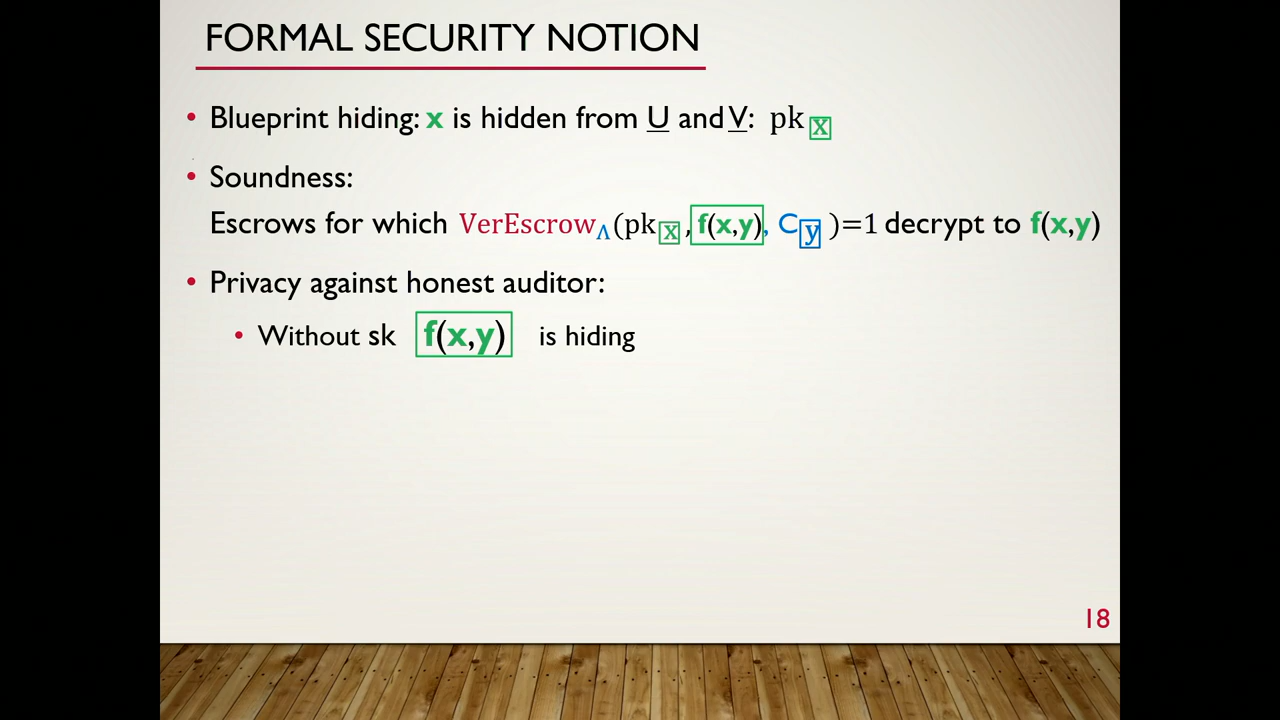 FORMAL SECURITY NOTION
• Blueprint hiding: x is hidden from U and V: pk x
• Soundness:
Escrows for which VerEscrow_Λ(pk x, f(x,y), C y)=1 decrypt to f(x,y)
• Privacy against honest auditor:
• Without sk f(x,y) is hiding
18